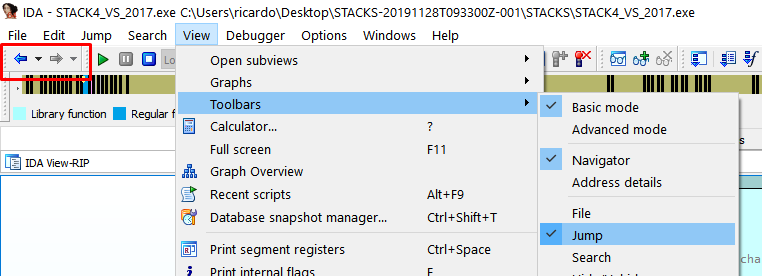 IDA - STACK4_VS_2017.exe C:\Users\ricardo\Desktop\STACKS-20191128T093300Z-001\STACKS\STACK4_VS_2017.exe
File Edit Jump Search View Debugger Options Windows Help
Open subviews
Graphs
Toolbars
Calculator... ?
Full screen F11
Graph Overview
Recent scripts Alt+F9
Database snapshot manager... Ctrl+Shift+T
Print segment registers Ctrl+Space
Print internal flags F
Basic mode
Advanced mode
Navigator
Address details
File
Jump
Search
Library function Regular f
IDA View-RIP